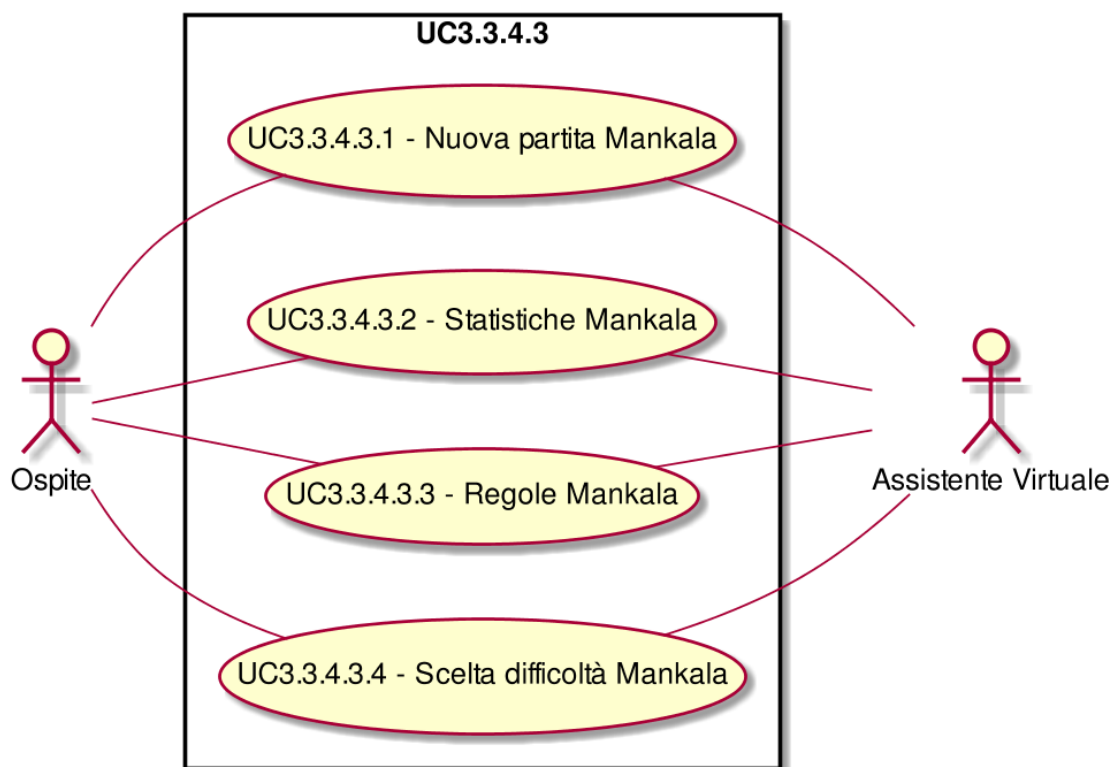 UC3.3.4.3
UC3.3.4.3.1 - Nuova partita Mankala
UC3.3.4.3.2 - Statistiche Mankala
Ospite
Assistente Virtuale
UC3.3.4.3.3 - Regole Mankala
UC3.3.4.3.4 - Scelta difficoltà Mankala